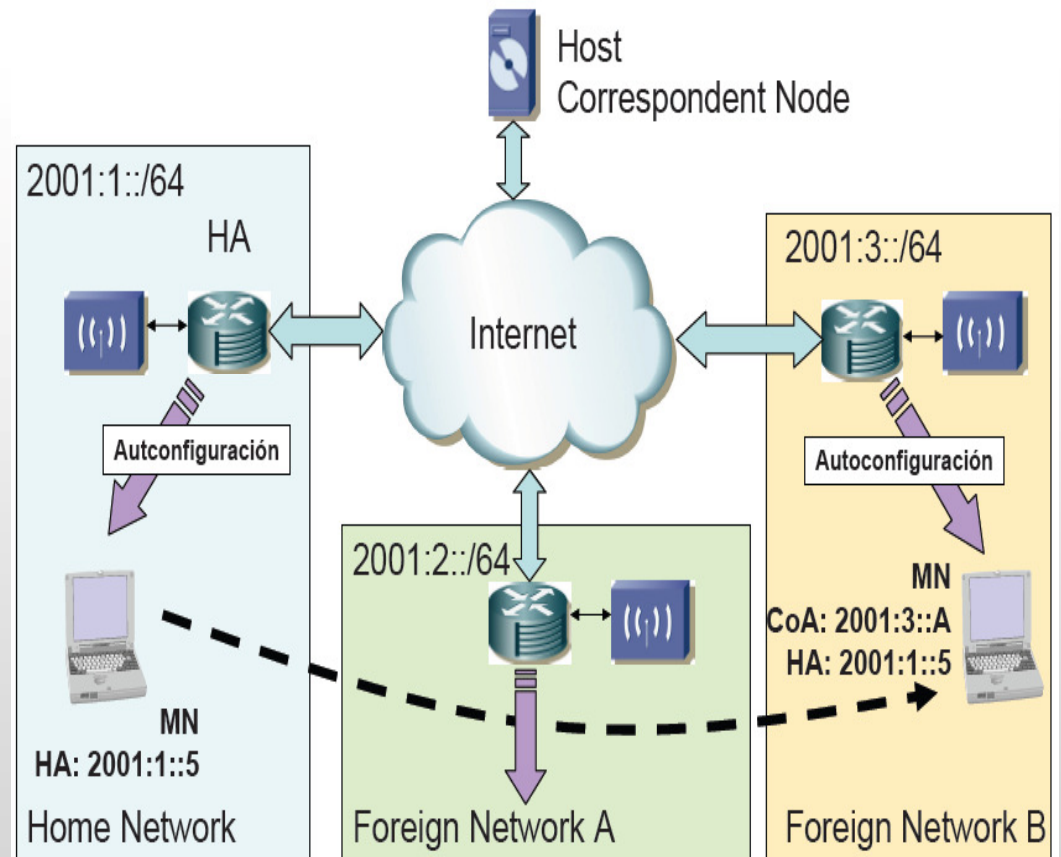 Host
Correspondent Node
2001:1::/64
HA
Autconfiguración
MN
HA: 2001:1::5
Home Network
Internet
2001:2::/64
Foreign Network A
2001:3::/64
Autoconfiguración
MN
CoA: 2001:3::A
HA: 2001:1::5
Foreign Network B